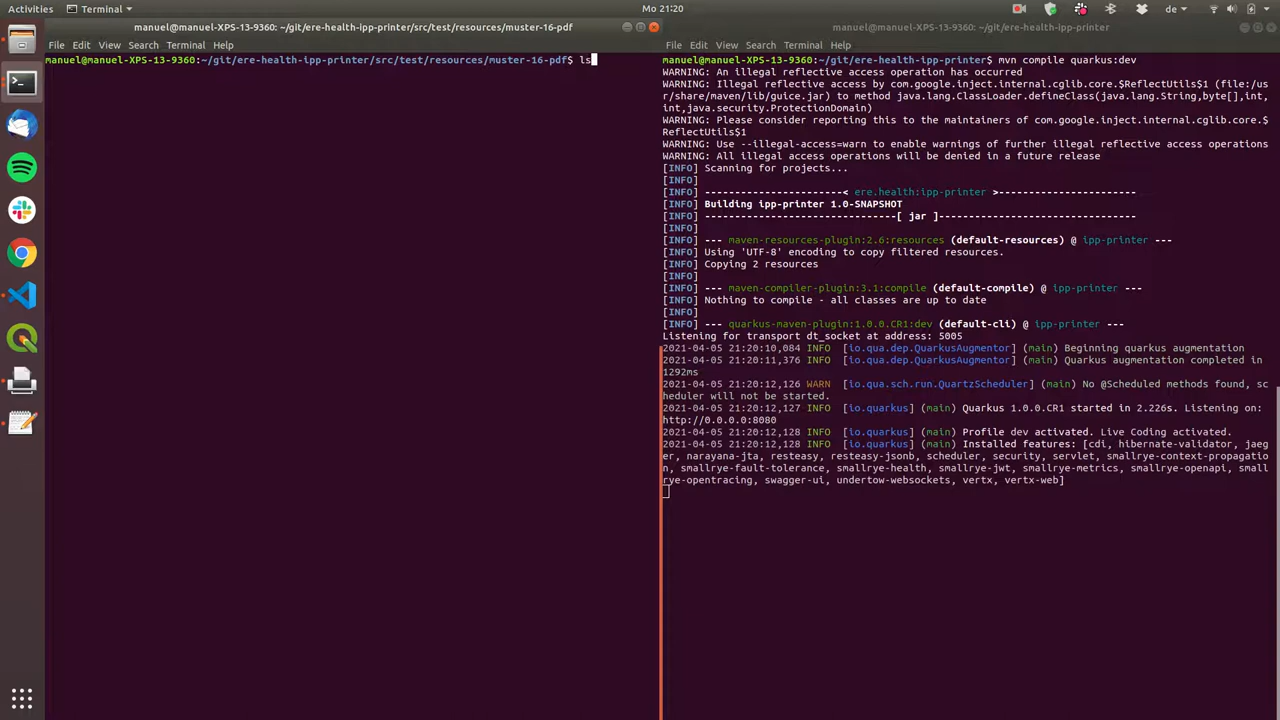 Activities Terminal Mo 21:20 de
manuel@manuel-XPS-13-9360: ~/git/ere-health-ipp-printer/src/test/resources/muster-16-pdf
File Edit View Search Terminal Help
manuel@manuel-XPS-13-9360:~/git/ere-health-ipp-printer/src/test/resources/muster-16-pdf$ ls
manuel@manuel-XPS-13-9360: ~/git/ere-health-ipp-printer
File Edit View Search Terminal Help
manuel@manuel-XPS-13-9360:~/git/ere-health-ipp-printer$ mvn compile quarkus:dev
WARNING: An illegal reflective access operation has occurred
WARNING: Illegal reflective access by com.google.inject.internal.cglib.core.$ReflectUtils$1 (file:/us
r/share/maven/lib/guice.jar) to method java.lang.ClassLoader.defineClass(java.lang.String,byte[],int,
int,java.security.ProtectionDomain)
WARNING: Please consider reporting this to the maintainers of com.google.inject.internal.cglib.core.$
ReflectUtils$1
WARNING: Use --illegal-access=warn to enable warnings of further illegal reflective access operations
WARNING: All illegal access operations will be denied in a future release
[INFO] Scanning for projects...
[INFO]
[INFO] -----------------------< ere.health:ipp-printer >-----------------------
[INFO] Building ipp-printer 1.0-SNAPSHOT
[INFO] --------------------------------[ jar ]---------------------------------
[INFO]
[INFO] --- maven-resources-plugin:2.6:resources (default-resources) @ ipp-printer ---
[INFO] Using 'UTF-8' encoding to copy filtered resources.
[INFO] Copying 2 resources
[INFO]
[INFO] --- maven-compiler-plugin:3.1:compile (default-compile) @ ipp-printer ---
[INFO] Nothing to compile - all classes are up to date
[INFO]
[INFO] --- quarkus-maven-plugin:1.0.0.CR1:dev (default-cli) @ ipp-printer ---
Listening for transport dt_socket at address: 5005
2021-04-05 21:20:10,084 INFO  [io.qua.dep.QuarkusAugmentor] (main) Beginning quarkus augmentation
2021-04-05 21:20:11,376 INFO  [io.qua.dep.QuarkusAugmentor] (main) Quarkus augmentation completed in
1292ms
2021-04-05 21:20:12,126 WARN  [io.qua.sch.run.QuartzScheduler] (main) No @Scheduled methods found, sc
heduler will not be started.
2021-04-05 21:20:12,127 INFO  [io.quarkus] (main) Quarkus 1.0.0.CR1 started in 2.226s. Listening on:
http://0.0.0.0:8080
2021-04-05 21:20:12,128 INFO  [io.quarkus] (main) Profile dev activated. Live Coding activated.
2021-04-05 21:20:12,128 INFO  [io.quarkus] (main) Installed features: [cdi, hibernate-validator, jaeg
er, narayana-jta, resteasy, resteasy-jsonb, scheduler, security, servlet, smallrye-context-propagatio
n, smallrye-fault-tolerance, smallrye-health, smallrye-jwt, smallrye-metrics, smallrye-openapi, small
rye-opentracing, swagger-ui, undertow-websockets, vertx, vertx-web]